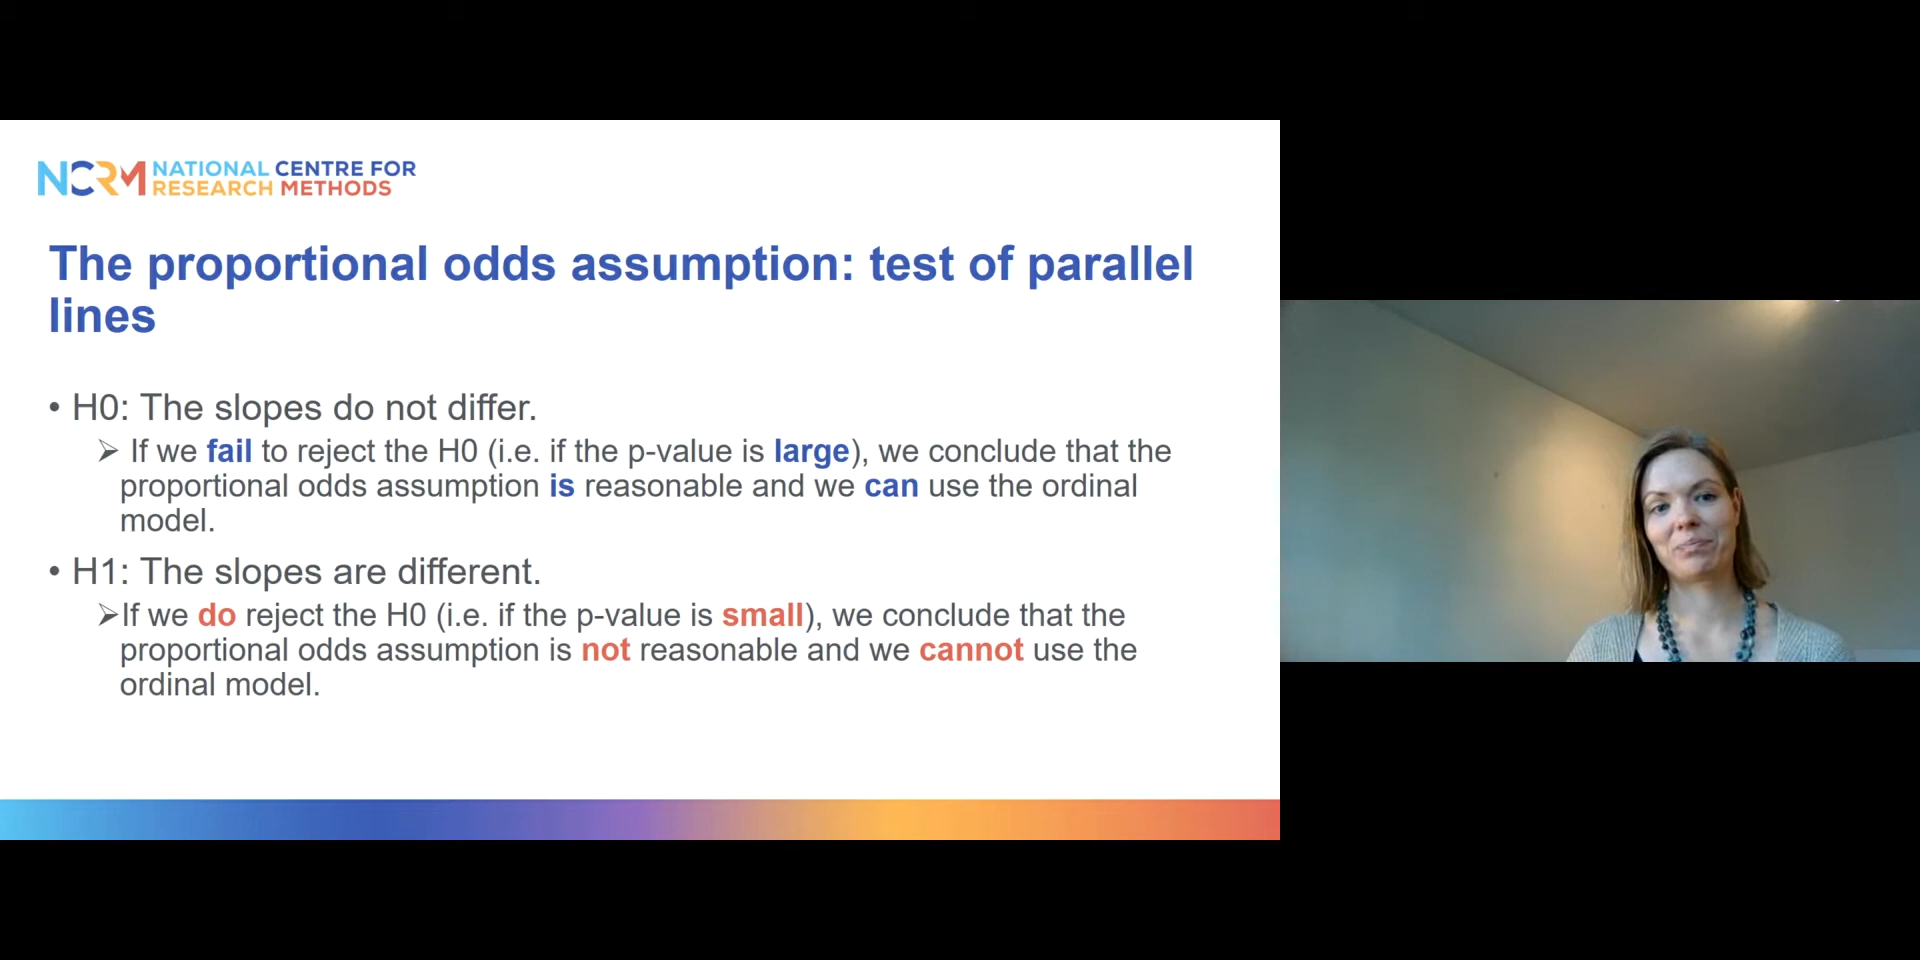 NCRM NATIONAL CENTRE FOR
RESEARCH METHODS
The proportional odds assumption: test of parallel
lines
• H0: The slopes do not differ.
➢ If we fail to reject the H0 (i.e. if the p-value is large), we conclude that the
proportional odds assumption is reasonable and we can use the ordinal
model.
• H1: The slopes are different.
➢If we do reject the H0 (i.e. if the p-value is small), we conclude that the
proportional odds assumption is not reasonable and we cannot use the
ordinal model.